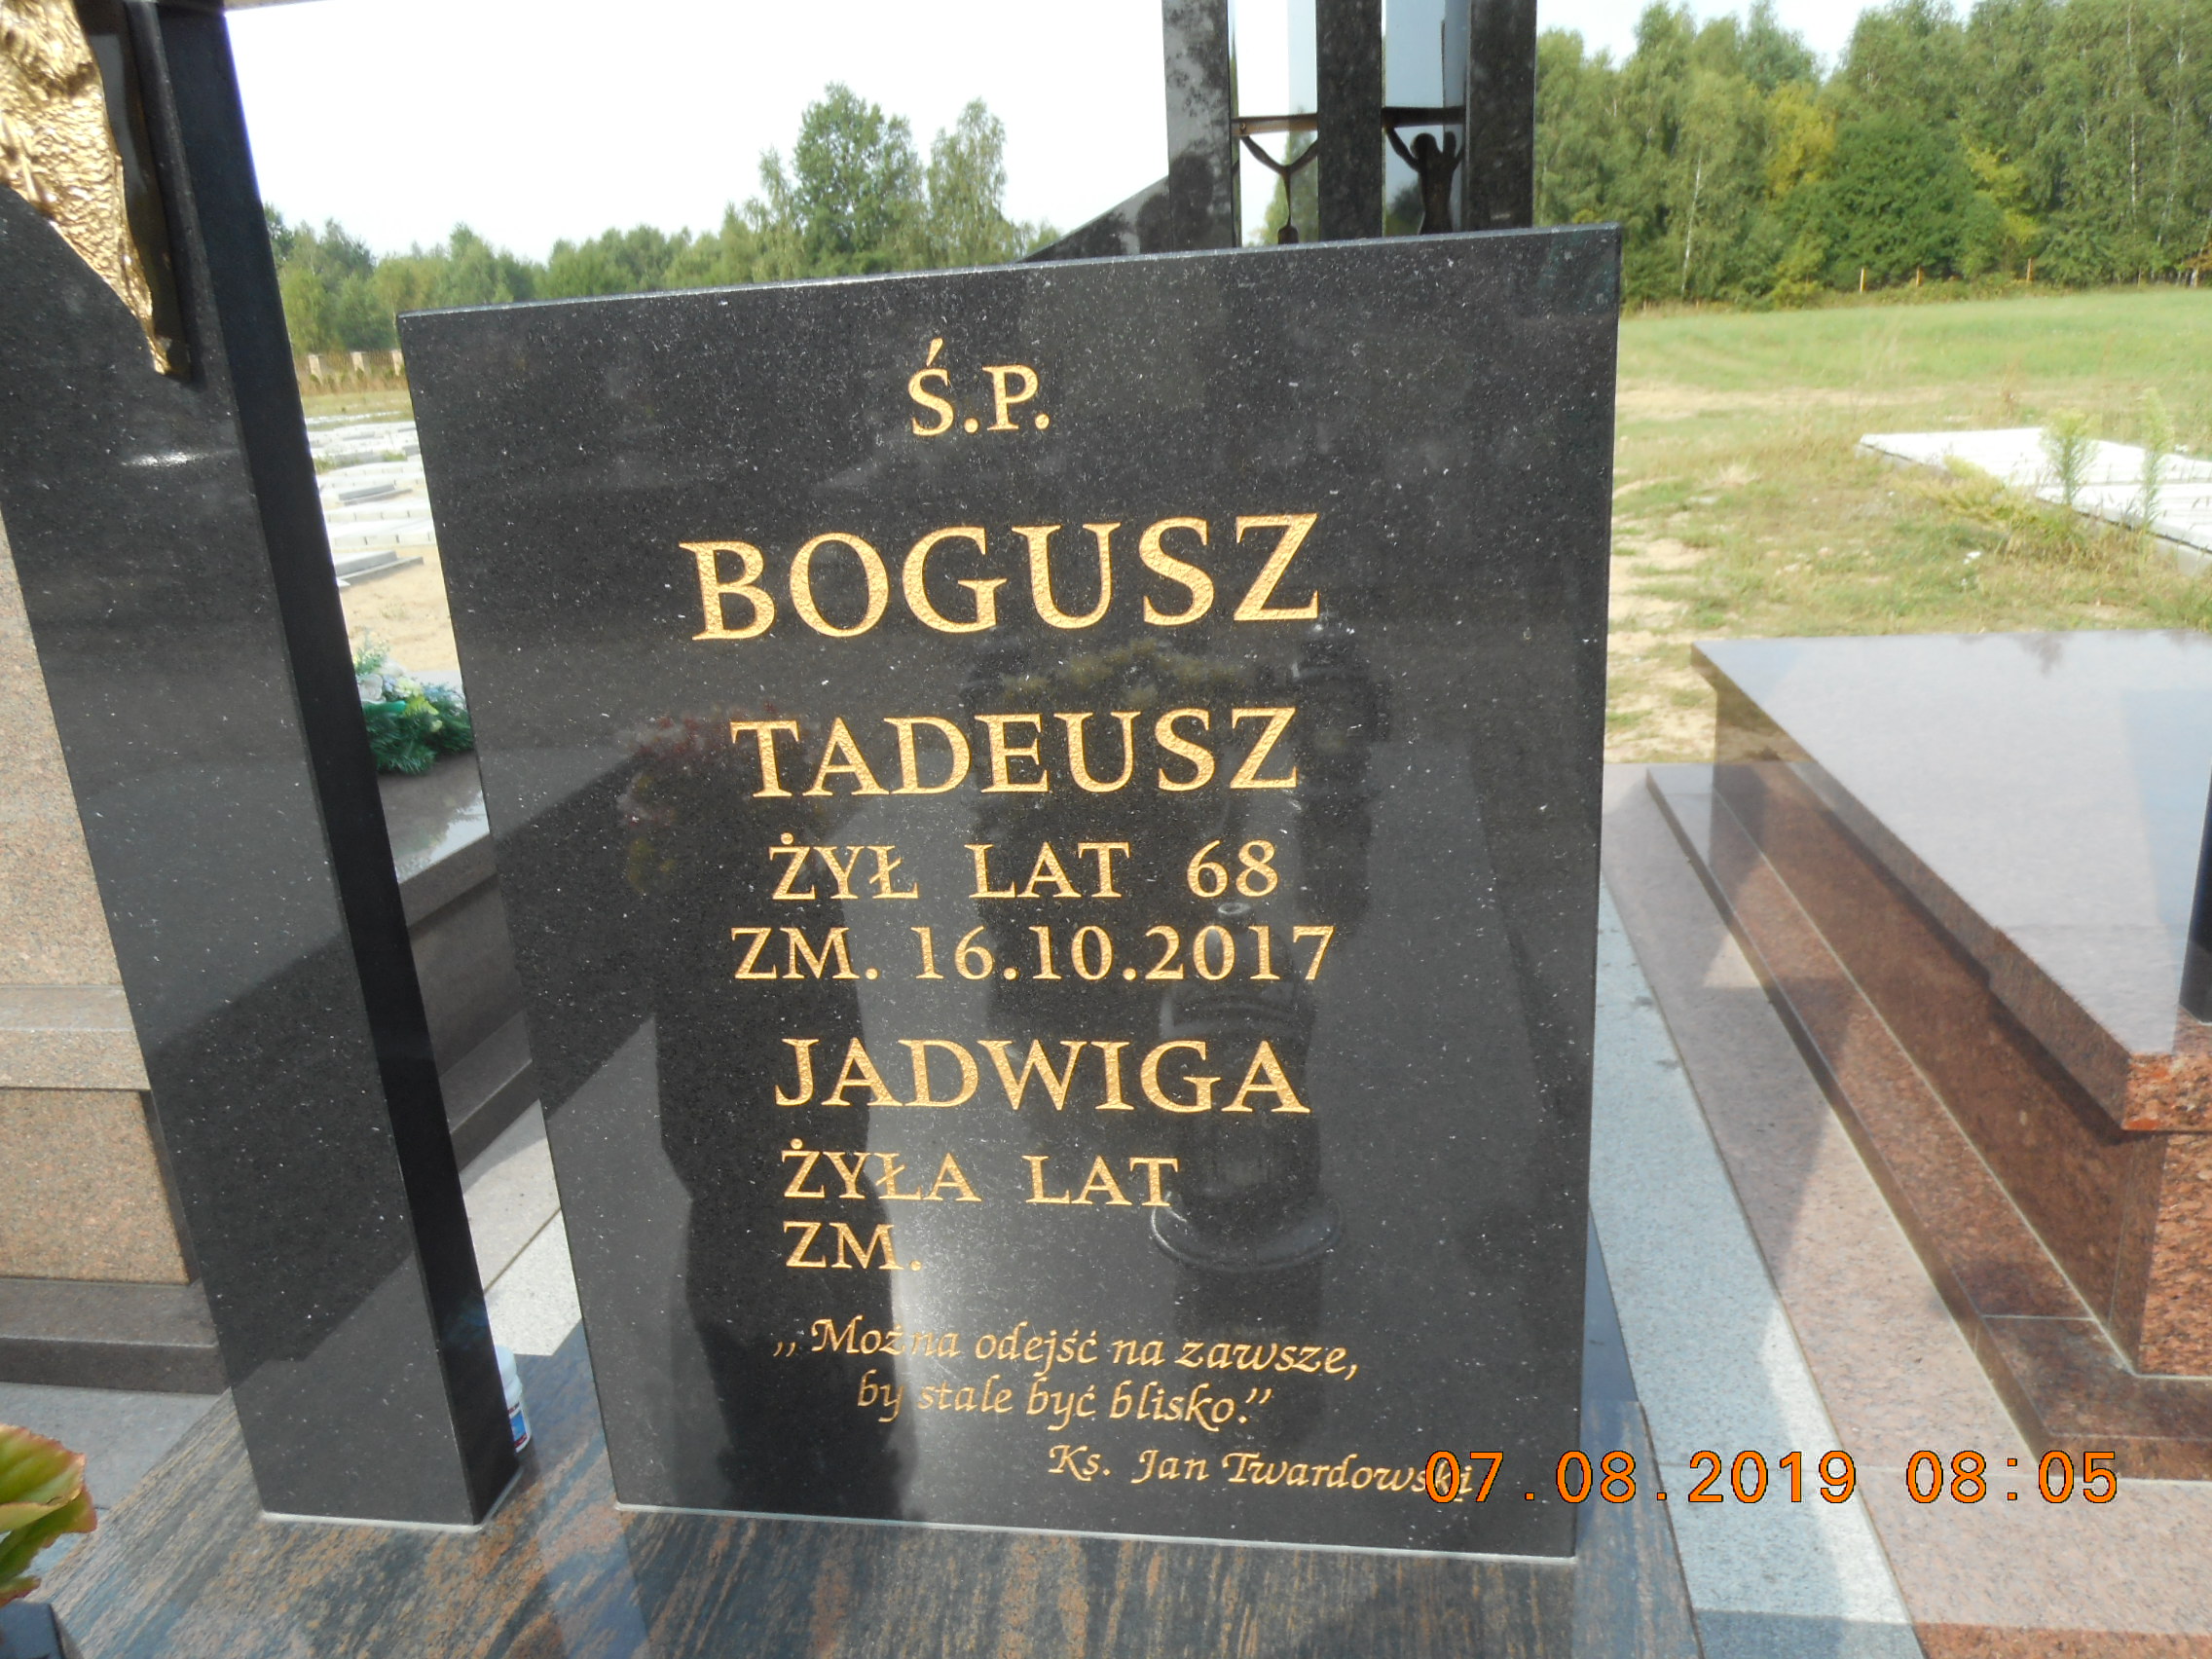 Ś.P.
BOGUSZ
TADEUSZ
ŻYŁ LAT 68
ZM. 16.10.2017
JADWIGA
ŻYŁA LAT
ZM.
,,Można odejść na zawsze,
by stale być blisko.”
Ks. Jan Twardowski
07.08.2019 08:05